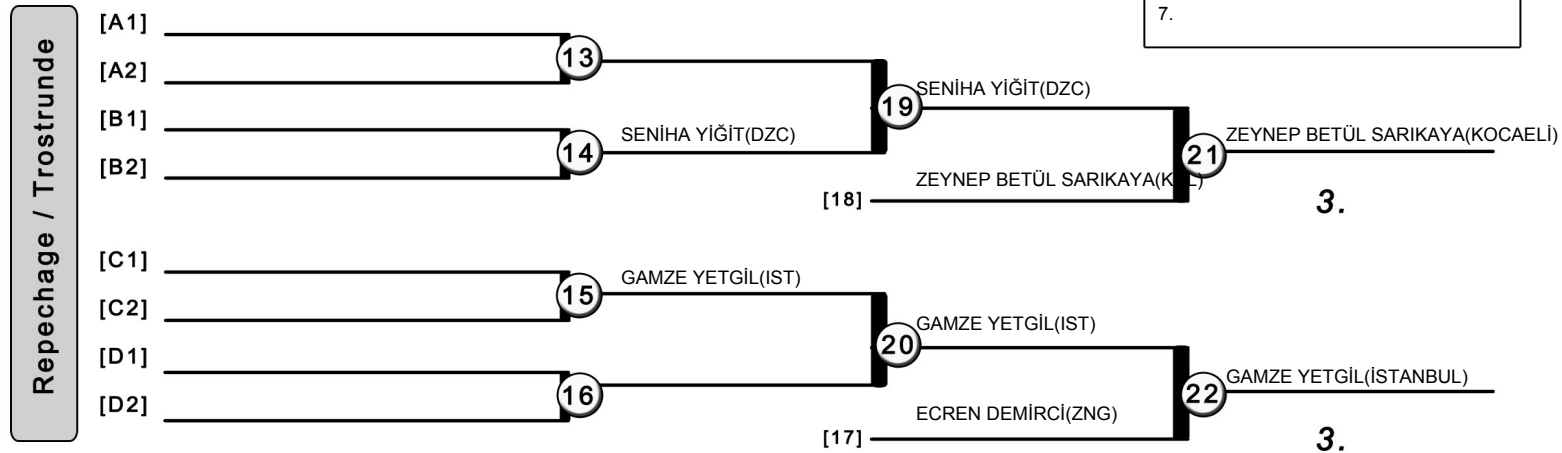 Repechage / Trostrunde
7.
[A1]
[A2]
13
[B1]
[B2]
14
SENİHA YİĞİT(DZC)
19
SENİHA YİĞİT(DZC)
[18]
21
ZEYNEP BETÜL SARIKAYA(KOCAELİ)
3.
[C1]
[C2]
15
GAMZE YETGİL(IST)
[D1]
[D2]
16
20
GAMZE YETGİL(IST)
[17]
ECREN DEMİRCİ(ZNG)
22
GAMZE YETGİL(İSTANBUL)
3.
ZEYNEP BETÜL